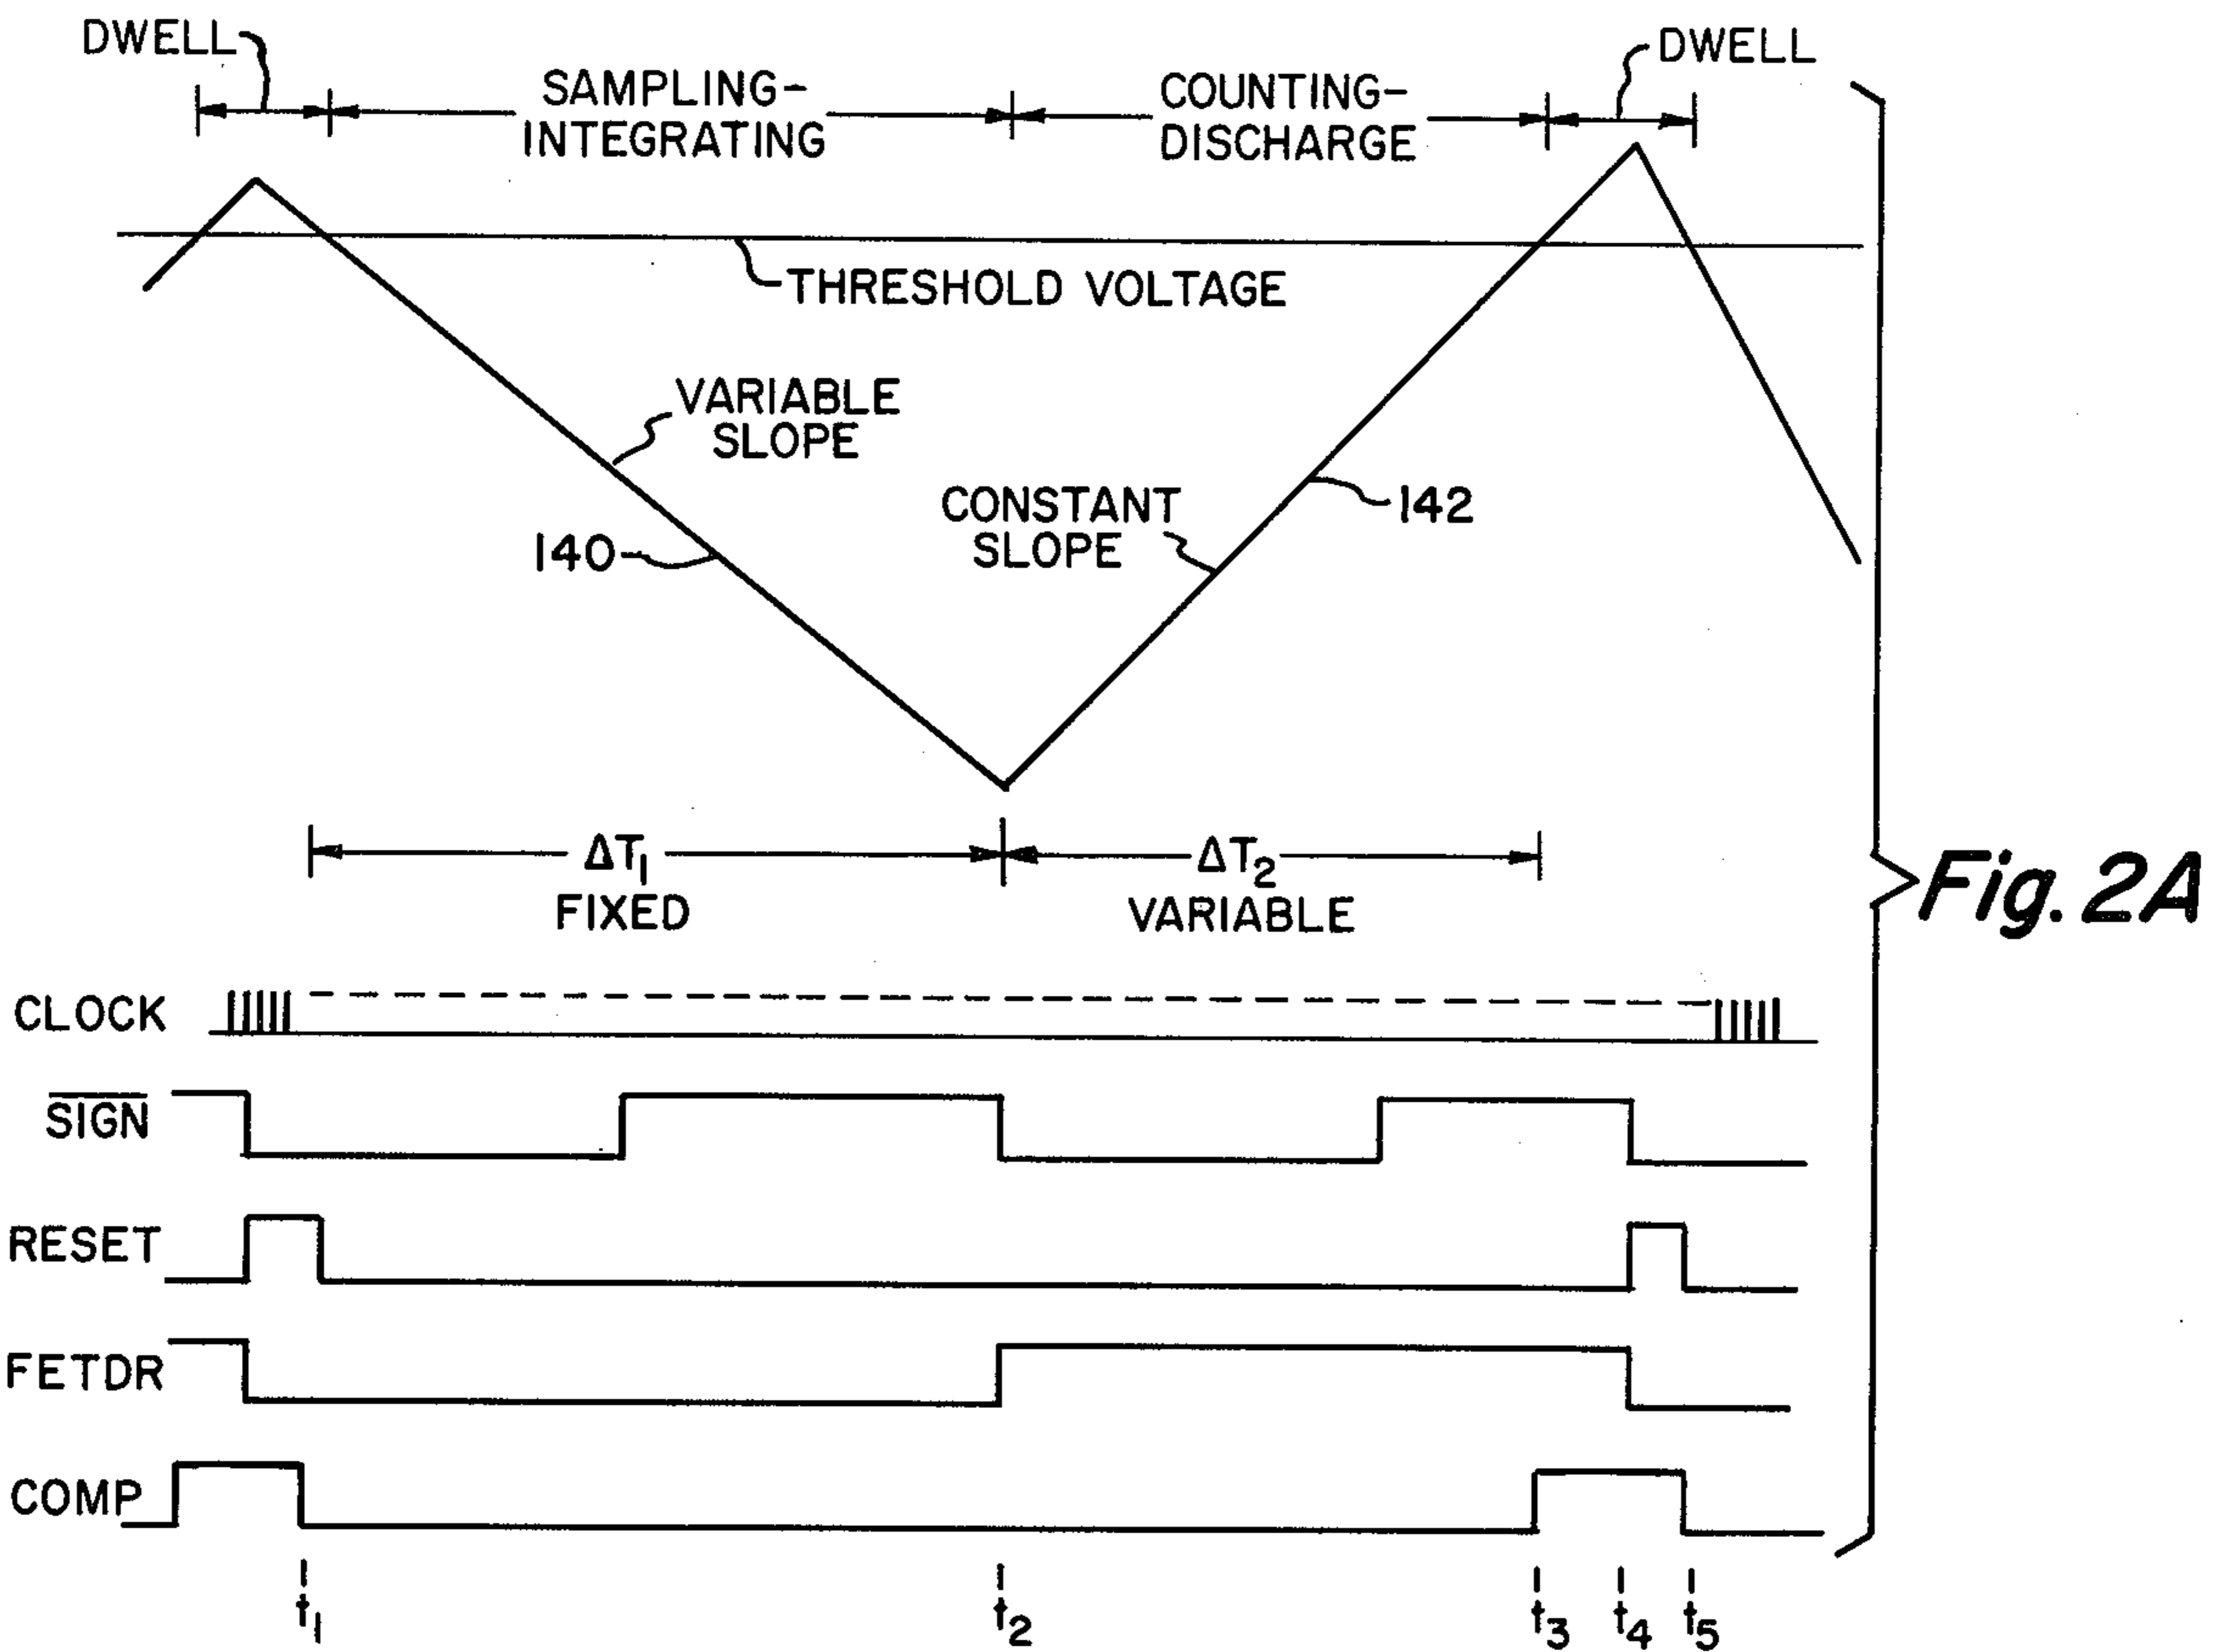 DWELL
DWELL
SAMPLING-
INTEGRATING
COUNTING-
DISCHARGE
THRESHOLD VOLTAGE
VARIABLE
SLOPE
CONSTANT
SLOPE
142
140
ΔT₁
FIXED
ΔT₂
VARIABLE
Fig. 2A
CLOCK
S̅I̅G̅N̅
RESET
FETDR
COMP
t₁
t₂
t₃
t₄
t₅